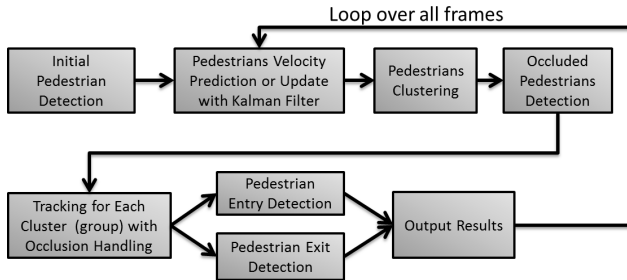 Loop over all frames
Initial
Pedestrian
Detection
Pedestrians Velocity
Prediction or Update
with Kalman Filter
Pedestrians
Clustering
Occluded
Pedestrians
Detection
Tracking for Each
Cluster (group) with
Occlusion Handling
Pedestrian
Entry Detection
Pedestrian Exit
Detection
Output Results